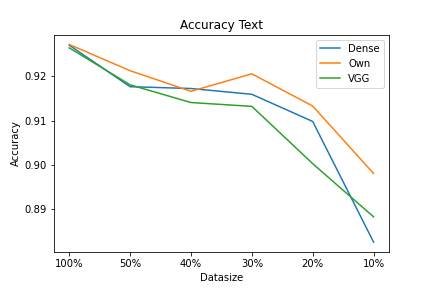 Accuracy Text
Dense
Own
VGG
0.92
0.91
0.90
0.89
Accuracy
100% 50% 40% 30% 20% 10%
Datasize